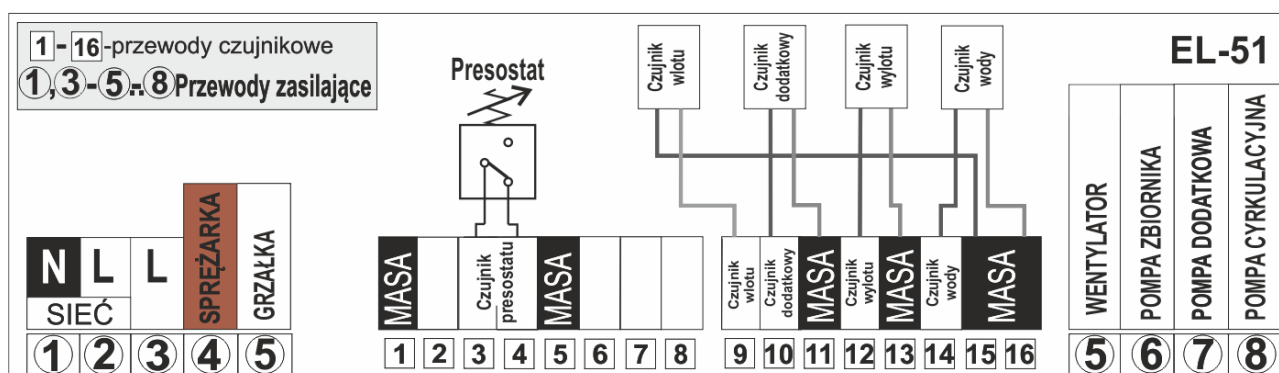 1 - 16 -przewody czujnikowe
1,3-5..8 Przewody zasilające
Presostat
Czujnik
wlotu
Czujnik
dodatkowy
Czujnik
wylotu
Czujnik
wody
EL-51
N
L
L
SIEĆ
SPRĘŻARKA
GRZAŁKA
MASA
Czujnik
presostatu
MASA
Czujnik
wlotu
Czujnik
dodatkowy
MASA
Czujnik
wylotu
MASA
Czujnik
wody
MASA
WENTYLATOR
POMPA ZBIORNIKA
POMPA DODATKOWA
POMPA CYRKULACYJNA
1 2 3 4 5
1 2 3 4 5 6 7 8
9 10 11 12 13 14 15 16
5 6 7 8